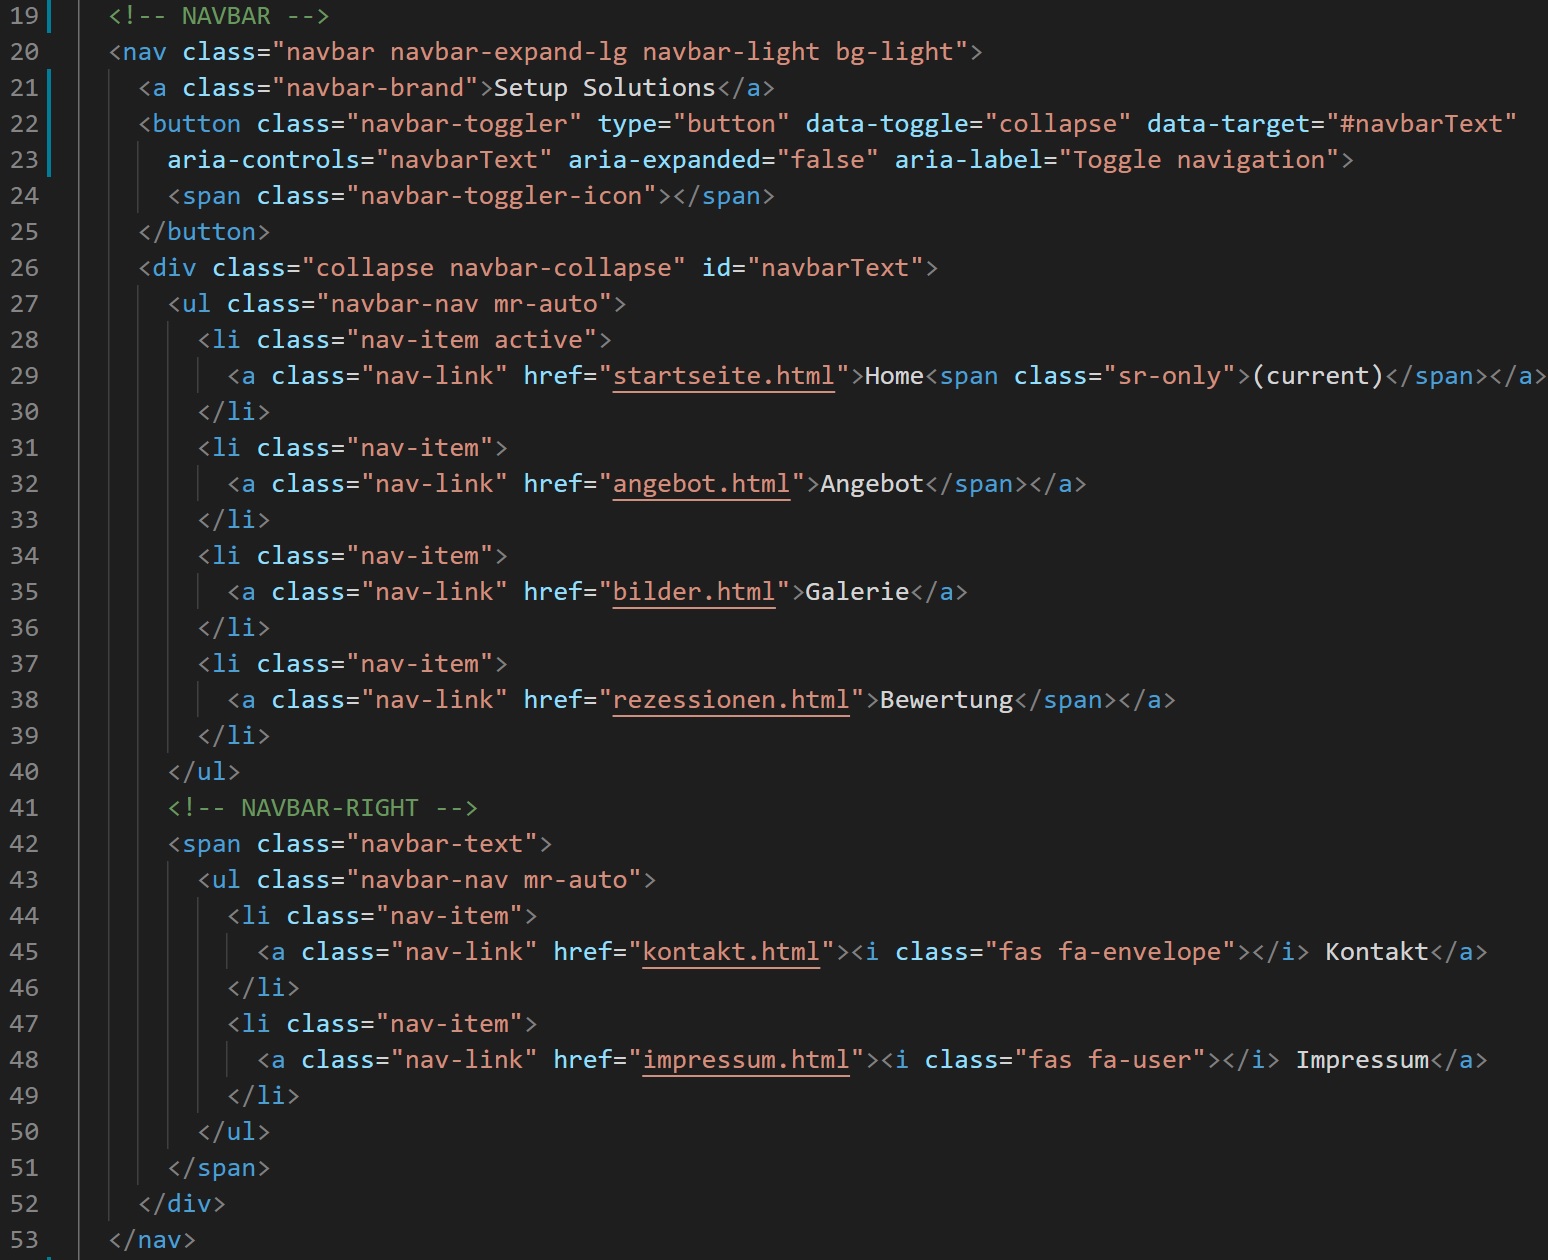 19 <!-- NAVBAR -->
20 <nav class="navbar navbar-expand-lg navbar-light bg-light">
21 <a class="navbar-brand">Setup Solutions</a>
22 <button class="navbar-toggler" type="button" data-toggle="collapse" data-target="#navbarText"
23 aria-controls="navbarText" aria-expanded="false" aria-label="Toggle navigation">
24 <span class="navbar-toggler-icon"></span>
25 </button>
26 <div class="collapse navbar-collapse" id="navbarText">
27 <ul class="navbar-nav mr-auto">
28 <li class="nav-item active">
29 <a class="nav-link" href="startseite.html">Home<span class="sr-only">(current)</span></a>
30 </li>
31 <li class="nav-item">
32 <a class="nav-link" href="angebot.html">Angebot</span></a>
33 </li>
34 <li class="nav-item">
35 <a class="nav-link" href="bilder.html">Galerie</a>
36 </li>
37 <li class="nav-item">
38 <a class="nav-link" href="rezessionen.html">Bewertung</span></a>
39 </li>
40 </ul>
41 <!-- NAVBAR-RIGHT -->
42 <span class="navbar-text">
43 <ul class="navbar-nav mr-auto">
44 <li class="nav-item">
45 <a class="nav-link" href="kontakt.html"><i class="fas fa-envelope"></i> Kontakt</a>
46 </li>
47 <li class="nav-item">
48 <a class="nav-link" href="impressum.html"><i class="fas fa-user"></i> Impressum</a>
49 </li>
50 </ul>
51 </span>
52 </div>
53 </nav>